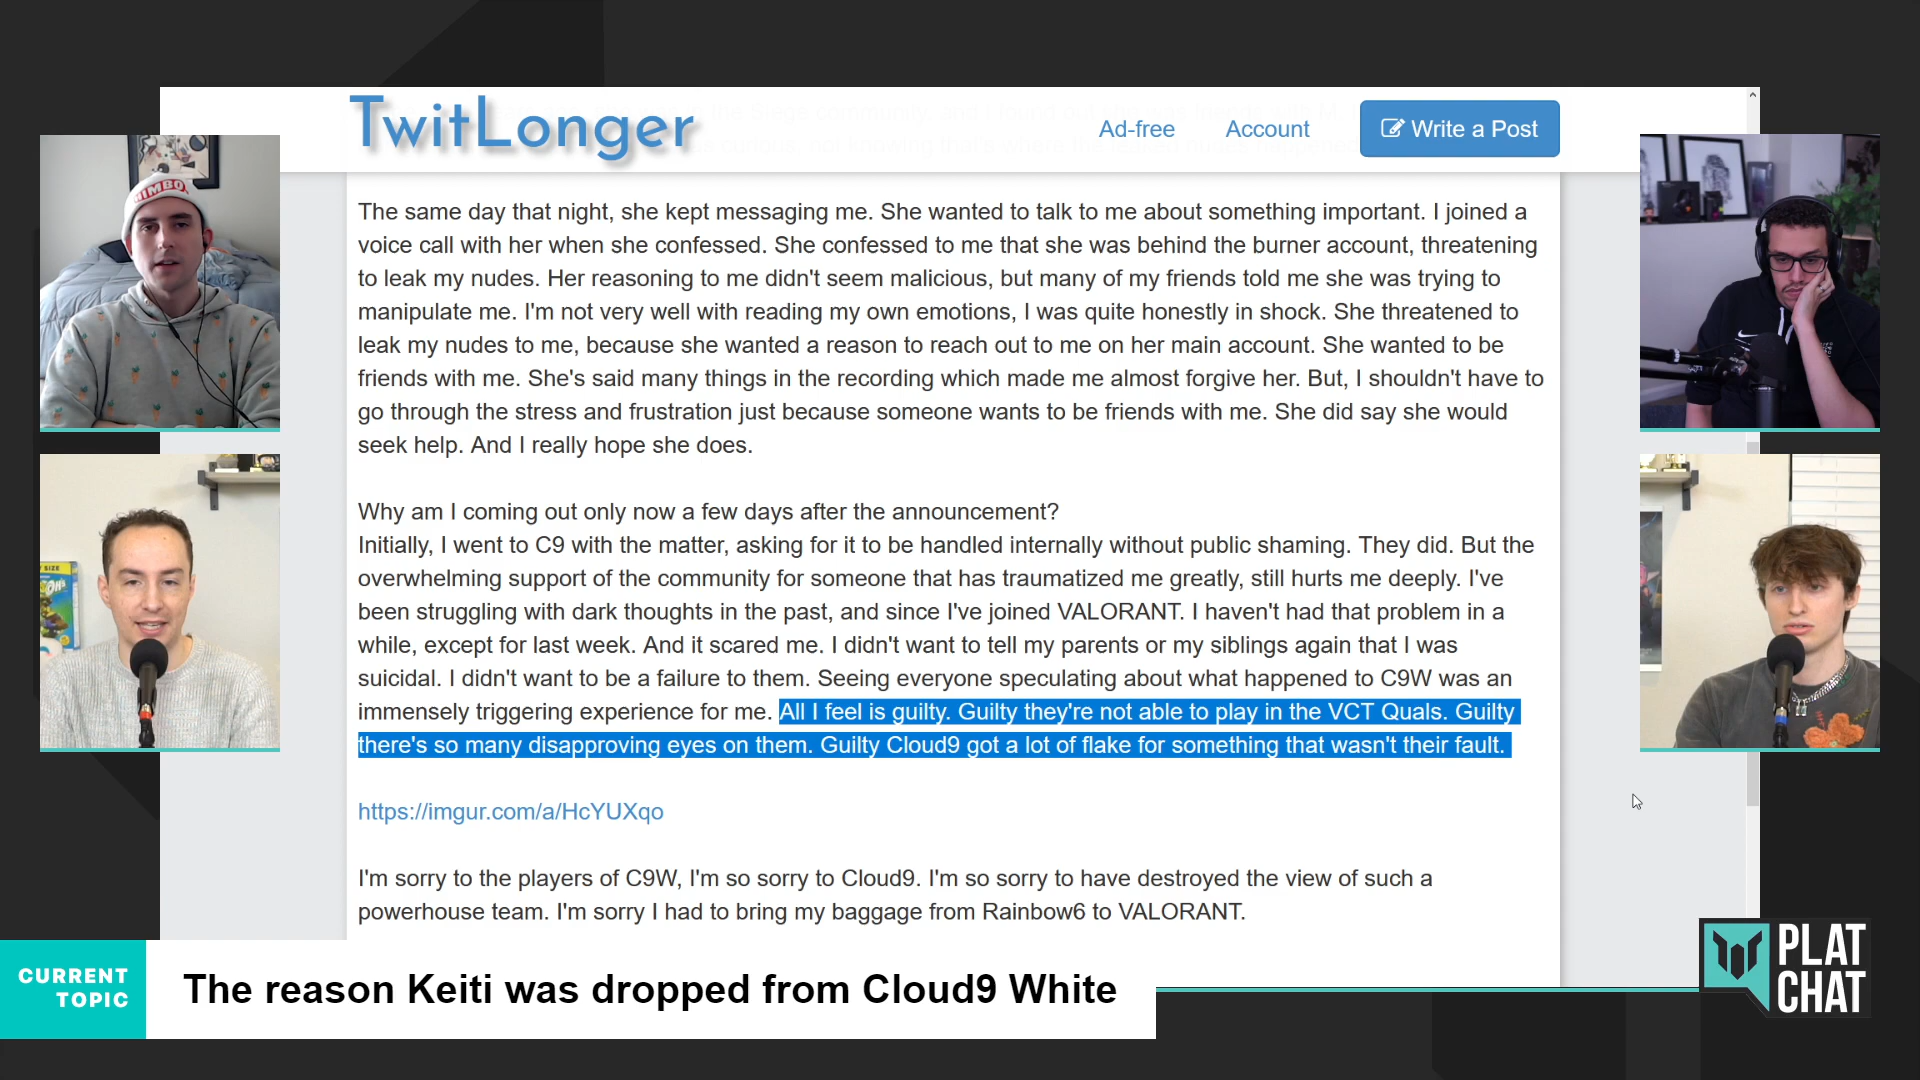 TwitLonger
Ad-free
Account
Write a Post
The same day that night, she kept messaging me. She wanted to talk to me about something important. I joined a
voice call with her when she confessed. She confessed to me that she was behind the burner account, threatening
to leak my nudes. Her reasoning to me didn't seem malicious, but many of my friends told me she was trying to
manipulate me. I'm not very well with reading my own emotions, I was quite honestly in shock. She threatened to
leak my nudes to me, because she wanted a reason to reach out to me on her main account. She wanted to be
friends with me. She's said many things in the recording which made me almost forgive her. But, I shouldn't have to
go through the stress and frustration just because someone wants to be friends with me. She did say she would
seek help. And I really hope she does.
Why am I coming out only now a few days after the announcement?
Initially, I went to C9 with the matter, asking for it to be handled internally without public shaming. They did. But the
overwhelming support of the community for someone that has traumatized me greatly, still hurts me deeply. I've
been struggling with dark thoughts in the past, and since I've joined VALORANT. I haven't had that problem in a
while, except for last week. And it scared me. I didn't want to tell my parents or my siblings again that I was
suicidal. I didn't want to be a failure to them. Seeing everyone speculating about what happened to C9W was an
immensely triggering experience for me. All I feel is guilty. Guilty they're not able to play in the VCT Quals. Guilty
there's so many disapproving eyes on them. Guilty Cloud9 got a lot of flake for something that wasn't their fault.
https://imgur.com/a/HcYUXqo
I'm sorry to the players of C9W, I'm so sorry to Cloud9. I'm so sorry to have destroyed the view of such a
powerhouse team. I'm sorry I had to bring my baggage from Rainbow6 to VALORANT.
CURRENT
TOPIC
The reason Keiti was dropped from Cloud9 White
PLAT
CHAT